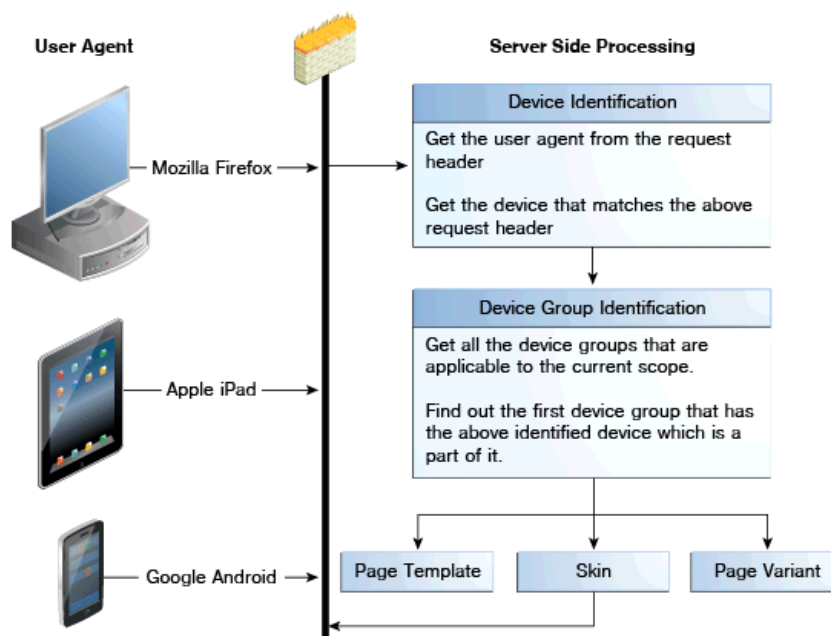 User Agent
Server Side Processing
Mozilla Firefox
Device Identification
Get the user agent from the request
header
Get the device that matches the above
request header
Device Group Identification
Get all the device groups that are
applicable to the current scope.
Find out the first device group that has
the above identified device which is a
part of it.
Apple iPad
Google Android
Page Template
Skin
Page Variant